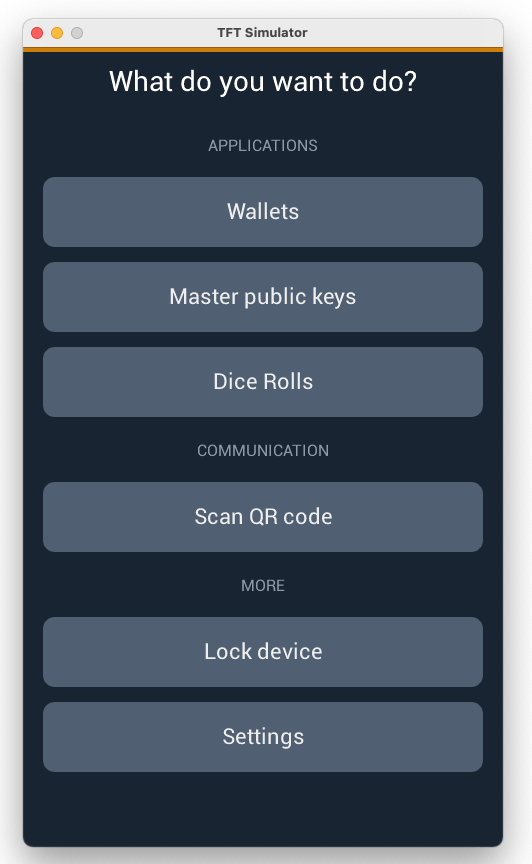 TFT Simulator
What do you want to do?
APPLICATIONS
Wallets
Master public keys
Dice Rolls
COMMUNICATION
Scan QR code
MORE
Lock device
Settings